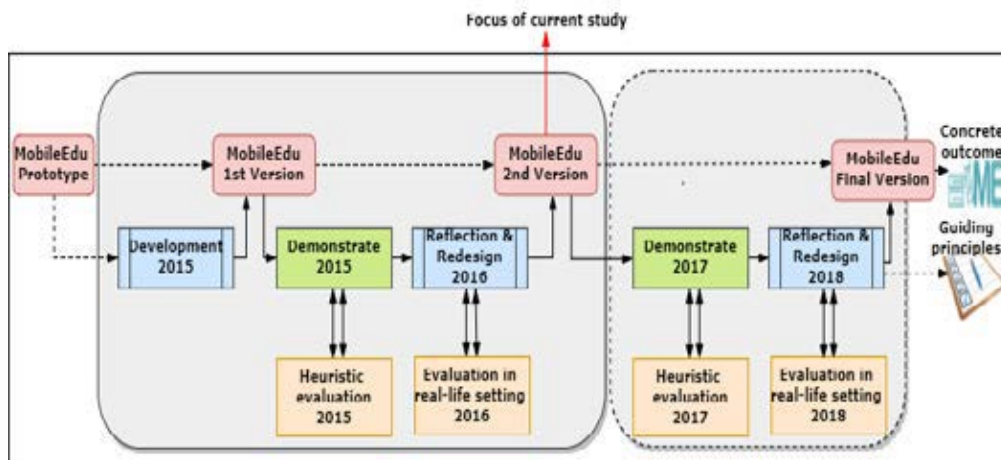 Focus of current study
MobileEdu
Prototype
MobileEdu
1st Version
MobileEdu
2nd Version
MobileEdu
Final Version
Concrete
outcome
ME
Development
2015
Demonstrate
2015
Reflection &
Redesign
2016
Demonstrate
2017
Reflection &
Redesign
2018
Guiding
principles
Heuristic
evaluation
2015
Evaluation in
real-life setting
2016
Heuristic
evaluation
2017
Evaluation in
real-life setting
2018